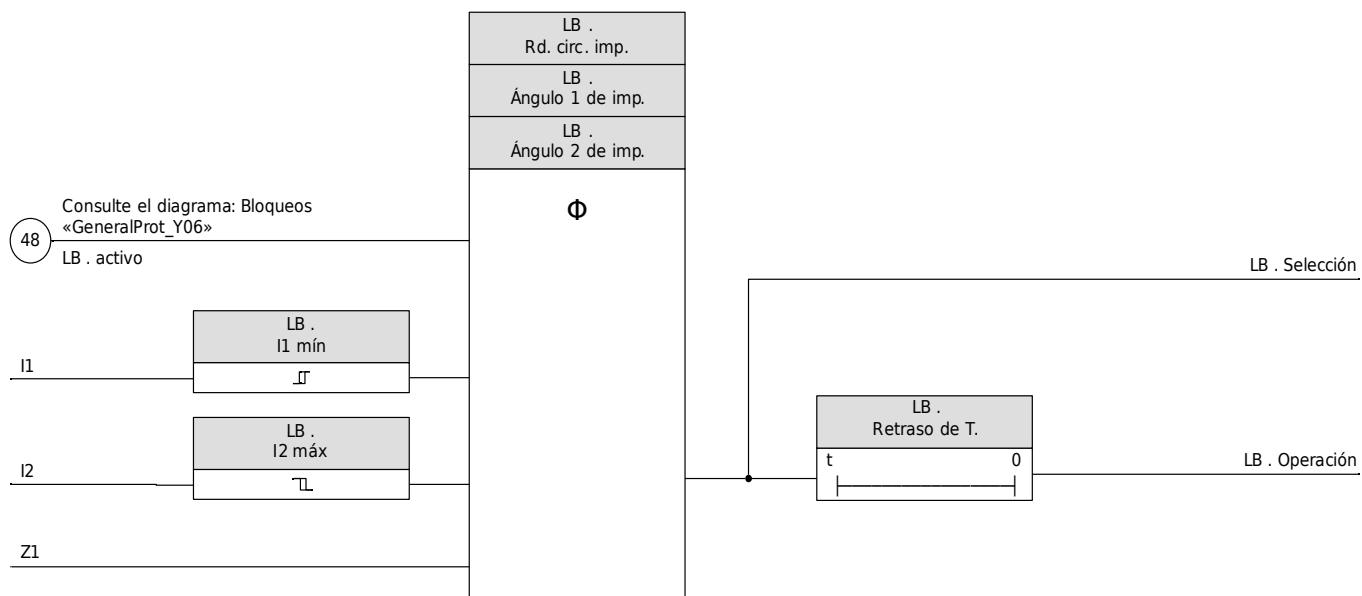 LB .
Rd. circ. imp.
LB .
Ángulo 1 de imp.
LB .
Ángulo 2 de imp.
Φ
Consulte el diagrama: Bloqueos
«GeneralProt_Y06»
48
LB . activo
LB . Selección
LB .
I1 mín
I1
LB .
Retraso de T.
t 0
LB . Operación
LB .
I2 máx
I2
Z1